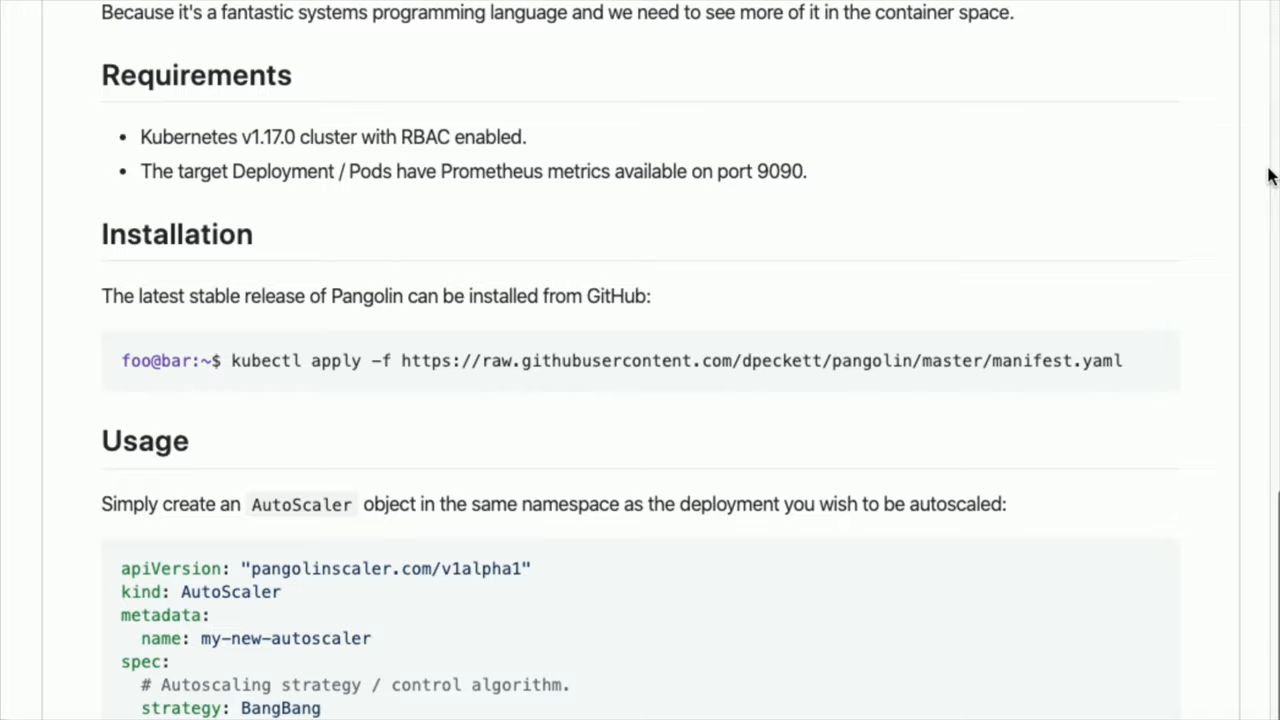 Because it's a fantastic systems programming language and we need to see more of it in the container space.
Requirements
• Kubernetes v1.17.0 cluster with RBAC enabled.
• The target Deployment / Pods have Prometheus metrics available on port 9090.
Installation
The latest stable release of Pangolin can be installed from GitHub:
foo@bar:~$ kubectl apply -f https://raw.githubusercontent.com/dpeckett/pangolin/master/manifest.yaml
Usage
Simply create an AutoScaler object in the same namespace as the deployment you wish to be autoscaled:
apiVersion: "pangolinscaler.com/v1alpha1"
kind: AutoScaler
metadata:
  name: my-new-autoscaler
spec:
  # Autoscaling strategy / control algorithm.
  strategy: BangBang